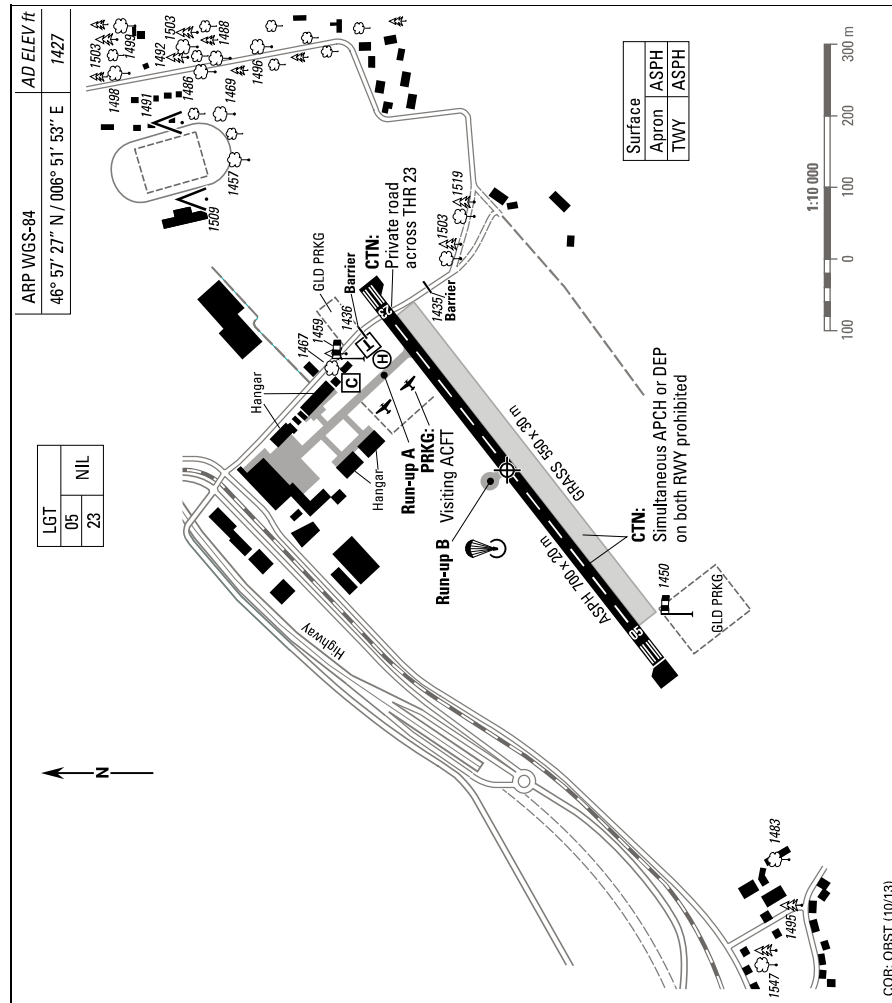 ARP WGS-84
AD ELEV ft
46° 57' 27'' N / 006° 51' 53'' E
1427
LGT
05
23
NIL
Surface
Apron
ASPH
TWY
ASPH
1:10 000
100
0
100
200
300 m
N
Highway
Hangar
Hangar
Run-up A
PRKG:
Visiting ACFT
Run-up B
C
H
T
GLD PRKG
Barrier
CTN:
Private road
across THR 23
Barrier
23
05
ASPH 700 x 20 m
GRASS 550 x 30 m
CTN:
Simultaneous APCH or DEP
on both RWY prohibited
GLD PRKG
1450
1467
1459
1436
1435
1503
1519
1509
1457
1498
1491
1486
1469
1496
1503
1499
1492
1503
1488
1547
1495
1483
COR: OBST (10/13)